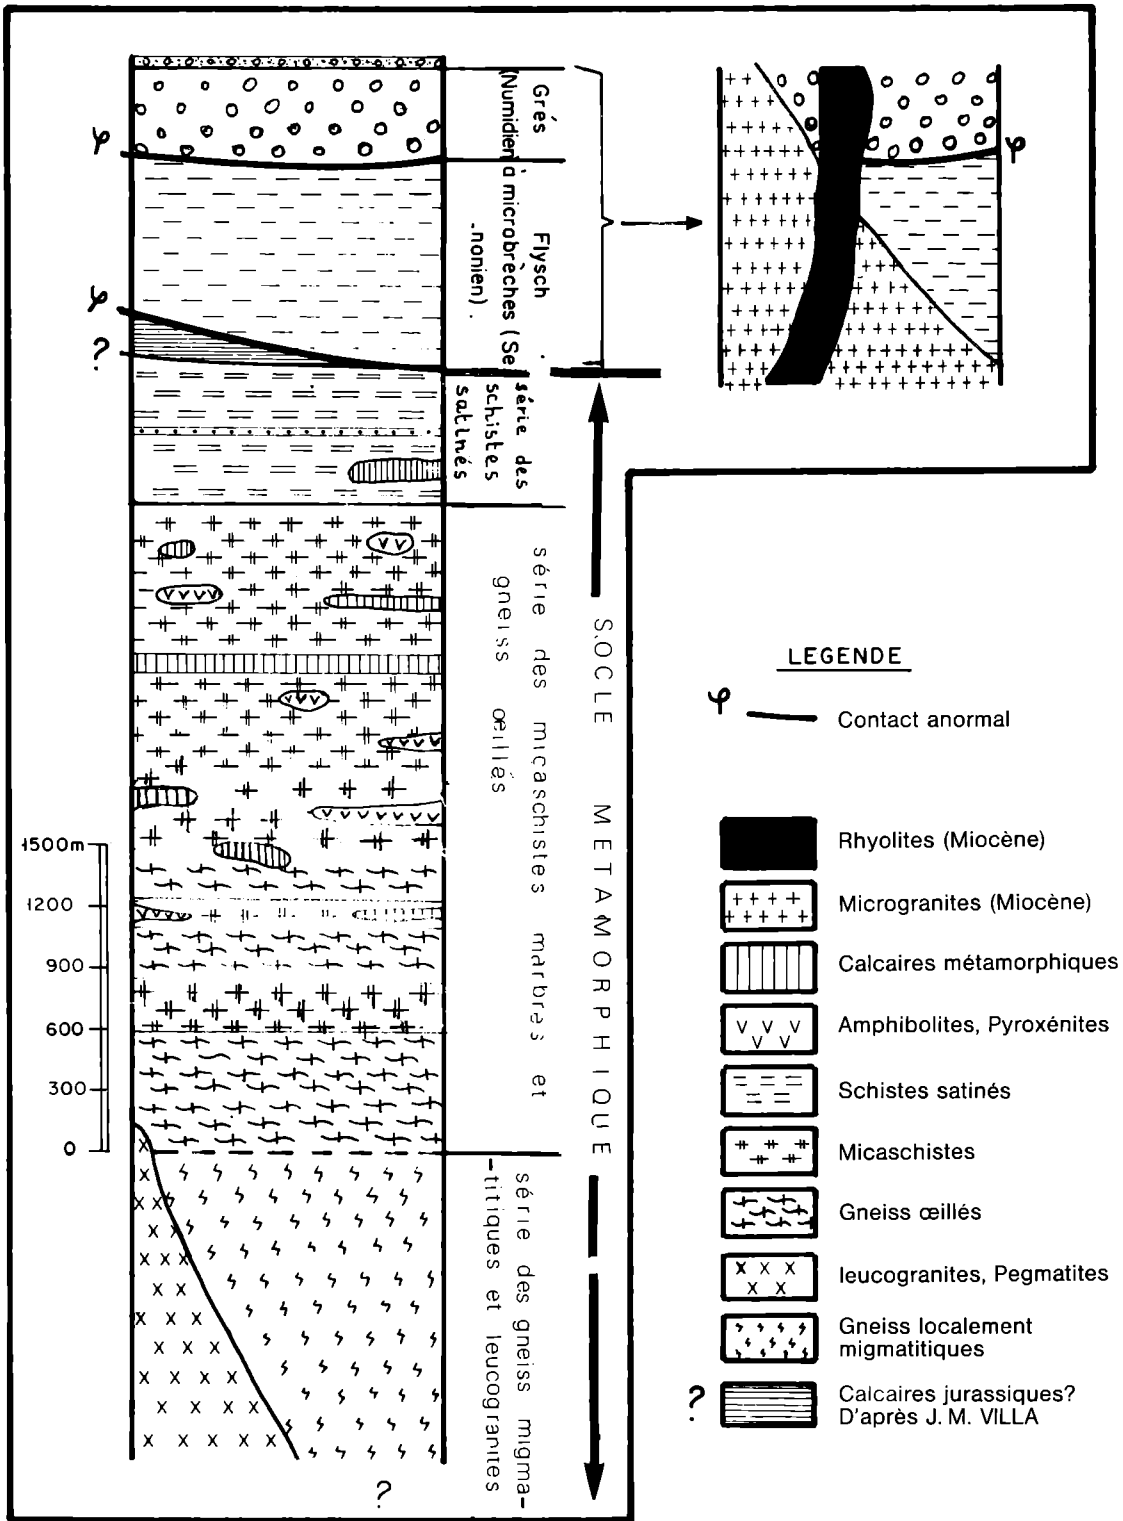 Grés
(Numidien)
Flysch
à microbrèches (Se
-nonien).
φ
φ
?
φ
série des
schistes
satinés
série des micaschistes marbres et
gneiss œillés
SOCLE METAMORPHIQUE
1500m
1200
900
600
300
0
série des gneiss migma-
-titiques et leucogranites
?
LEGENDE
φ Contact anormal
Rhyolites (Miocène)
Microgranites (Miocène)
Calcaires métamorphiques
Amphibolites, Pyroxénites
Schistes satinés
Micaschistes
Gneiss œillés
leucogranites, Pegmatites
Gneiss localement
migmatitiques
? Calcaires jurassiques?
D'après J. M. VILLA